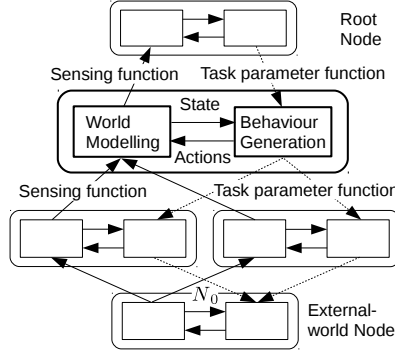 Root
Node
Sensing function
Task parameter function
State
World
Modelling
Behaviour
Generation
Actions
Sensing function
Task parameter function
N₀
External-
world Node